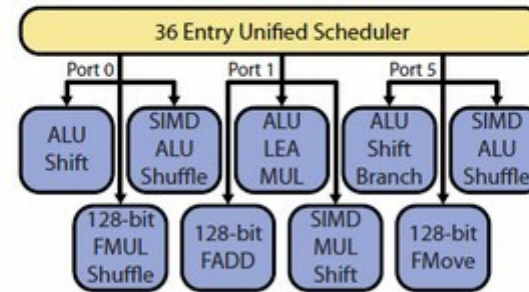 36 Entry Unified Scheduler
Port 0
Port 1
Port 5
ALU
Shift
SIMD
ALU
Shuffle
ALU
LEA
MUL
ALU
Shift
Branch
SIMD
ALU
Shuffle
128-bit
FMUL
Shuffle
128-bit
FADD
SIMD
MUL
Shift
128-bit
FMove